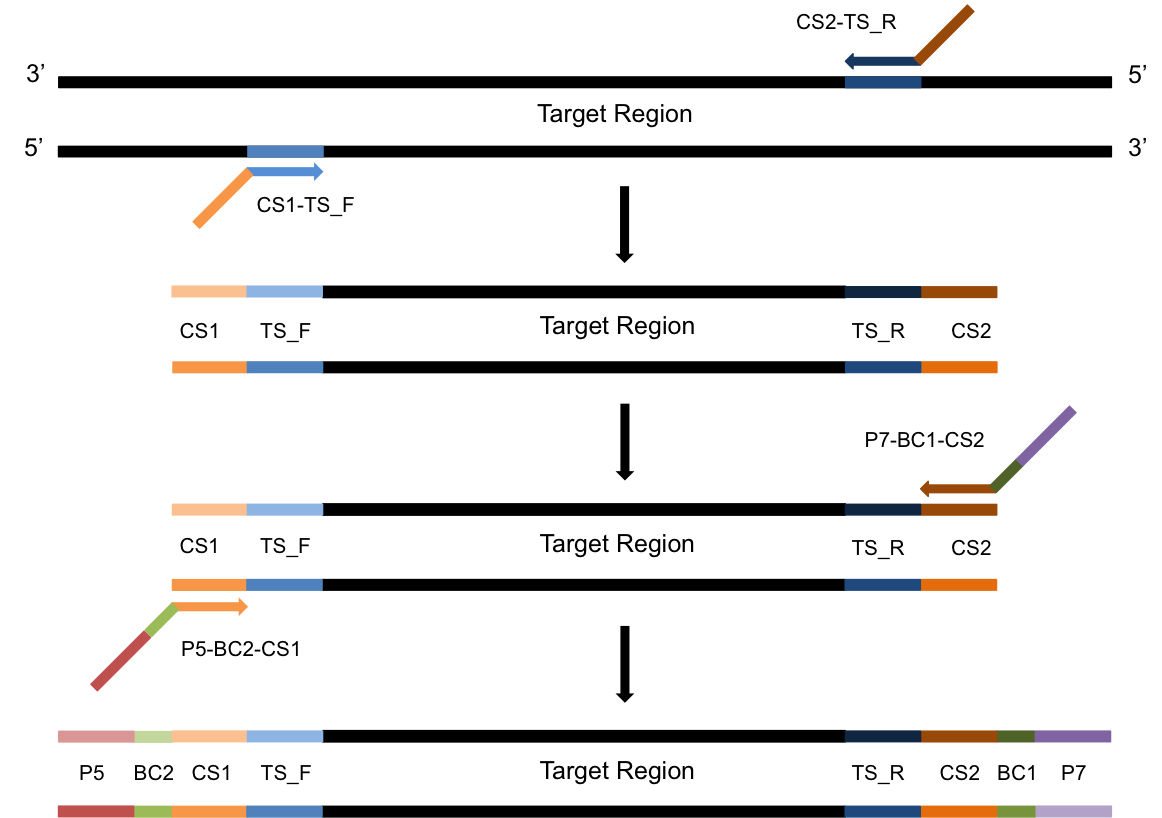 CS2-TS_R
3’ 5’
Target Region
5’ 3’
CS1-TS_F
CS1 TS_F Target Region TS_R CS2
P7-BC1-CS2
CS1 TS_F Target Region TS_R CS2
P5-BC2-CS1
P5 BC2 CS1 TS_F Target Region TS_R CS2 BC1 P7